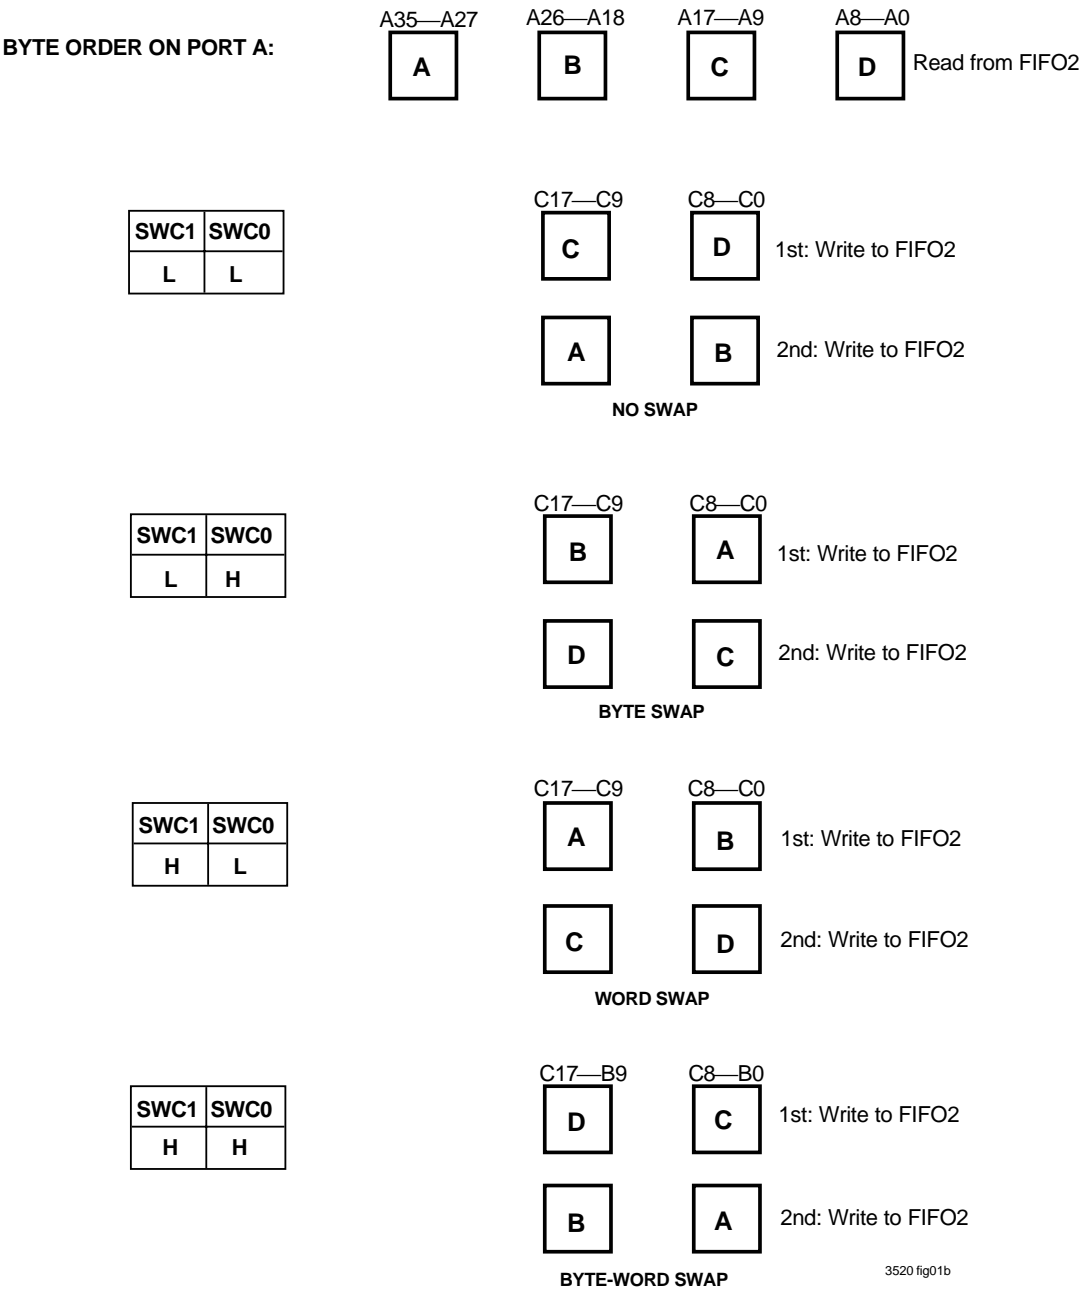 A35—A27 A26—A18 A17—A9 A8—A0
BYTE ORDER ON PORT A:
A B C D Read from FIFO2
C17—C9 C8—C0
SWC1 SWC0
C D 1st: Write to FIFO2
L L
A B 2nd: Write to FIFO2
NO SWAP
C17—C9 C8—C0
SWC1 SWC0
B A 1st: Write to FIFO2
L H
D C 2nd: Write to FIFO2
BYTE SWAP
C17—C9 C8—C0
SWC1 SWC0
A B 1st: Write to FIFO2
H L
C D 2nd: Write to FIFO2
WORD SWAP
C17—B9 C8—B0
SWC1 SWC0
D C 1st: Write to FIFO2
H H
B A 2nd: Write to FIFO2
3520 fig01b
BYTE-WORD SWAP